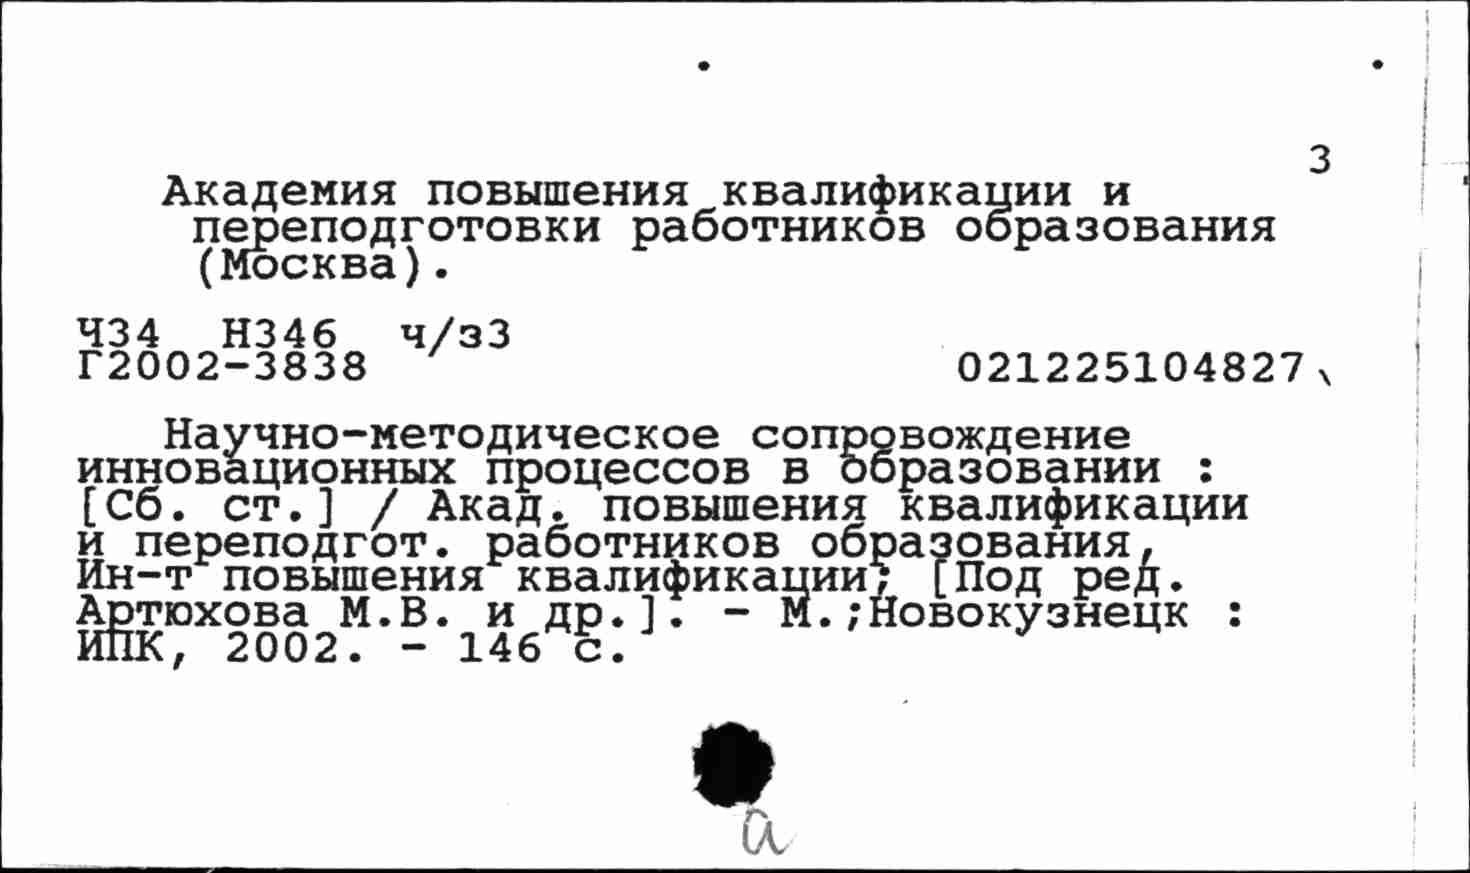 3
Академия повышения квалификации и
переподготовки работников образования
(Москва).
Ч34 Н346 ч/з3
Г2002-3838 021225104827
Научно-методическое сопровождение
инновационных процессов в образовании :
[Сб. ст.] / Акад. повышения квалификации
и переподгот. работников образования,
Ин-т повышения квалификации; [Под ред.
Артюхова М.В. и др.]. - М.;Новокузнецк :
ИПК, 2002. - 146 с.
а